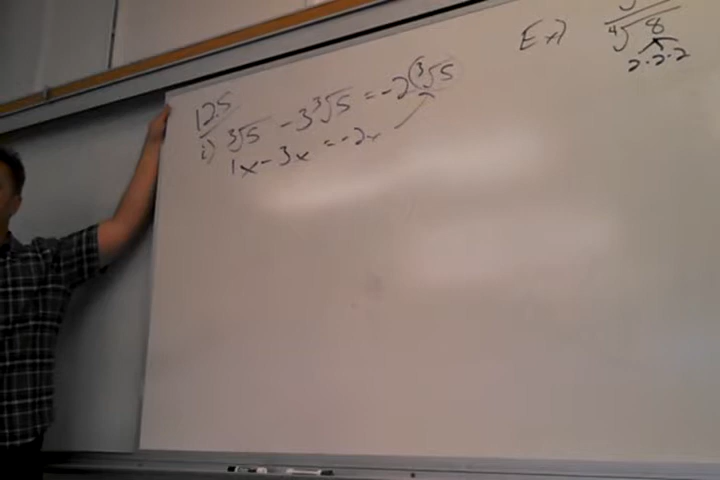 12.5
i) ∛5 - 3∛5 = -2(∛5
1x - 3x = -2x
Ex)
∜8
2·2·2